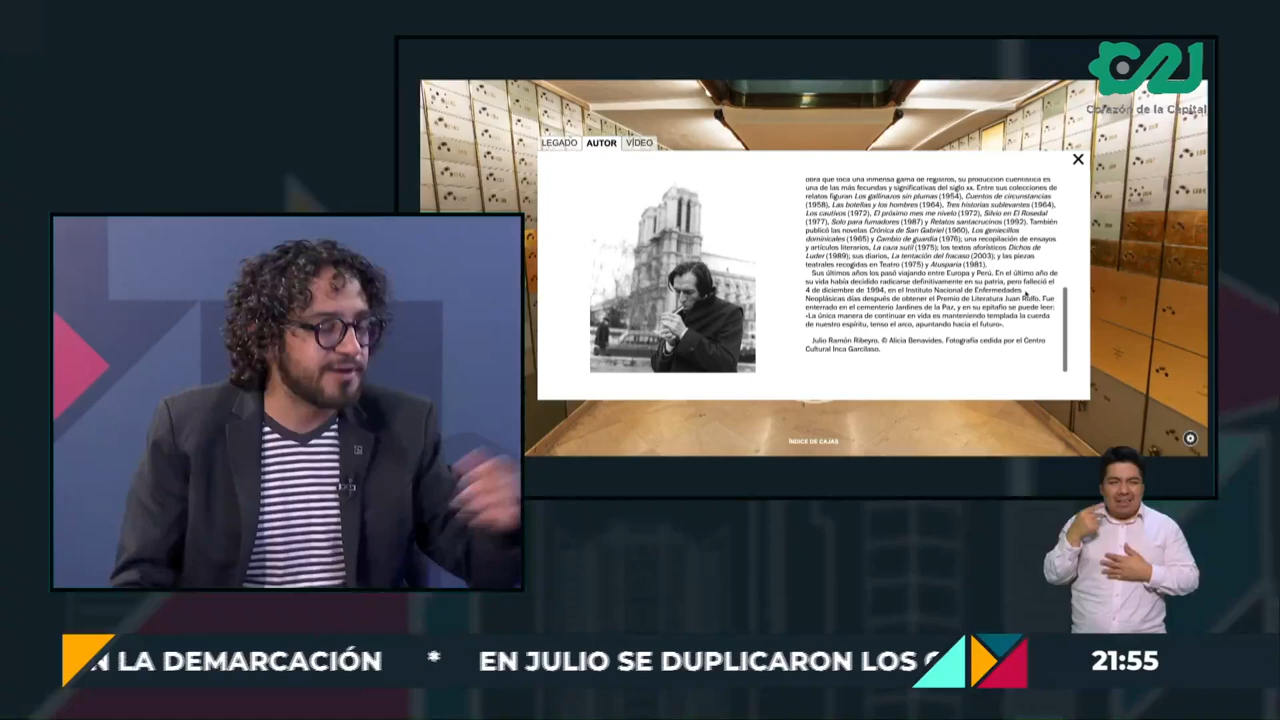 CA21
Corazón de la Capital
LEGADO AUTOR VÍDEO
obra que toca una inmensa gama de registros, su producción cuentística es
una de las más fecundas y significativas del siglo XX. Entre sus colecciones de
relatos figuran Los gallinazos sin plumas (1954), Cuentos de circunstancias
(1958), Las botellas y los hombres (1964), Tres historias sublevantes (1964),
Los cautivos (1972), El próximo mes me nivelo (1972), Silvio en El Rosedal
(1977), Solo para fumadores (1987) y Relatos santacrucinos (1992). También
publicó las novelas Crónica de San Gabriel (1960), Los geniecillos
dominicales (1965) y Cambio de guardia (1976); una recopilación de ensayos
y artículos literarios, La caza sutil (1975); los textos aforísticos Dichos de
Luder (1989); sus diarios, La tentación del fracaso (2003); y las piezas
teatrales recogidas en Teatro (1975) y Atusparia (1981).
Sus últimos años los pasó viajando entre Europa y Perú. En el último año de
su vida había decidido radicarse definitivamente en su patria, pero falleció el
4 de diciembre de 1994, en el Instituto Nacional de Enfermedades
Neoplásicas días después de obtener el Premio de Literatura Juan Rulfo. Fue
enterrado en el cementerio Jardines de la Paz, y en su epitafio se puede leer:
«La única manera de continuar en vida es manteniendo templada la cuerda
de nuestro espíritu, tenso el arco, apuntando hacia el futuro».
Julio Ramón Ribeyro. © Alicia Benavides. Fotografía cedida por el Centro
Cultural Inca Garcilaso.
ÍNDICE DE CAJAS
N LA DEMARCACIÓN * EN JULIO SE DUPLICARON LOS
21:55